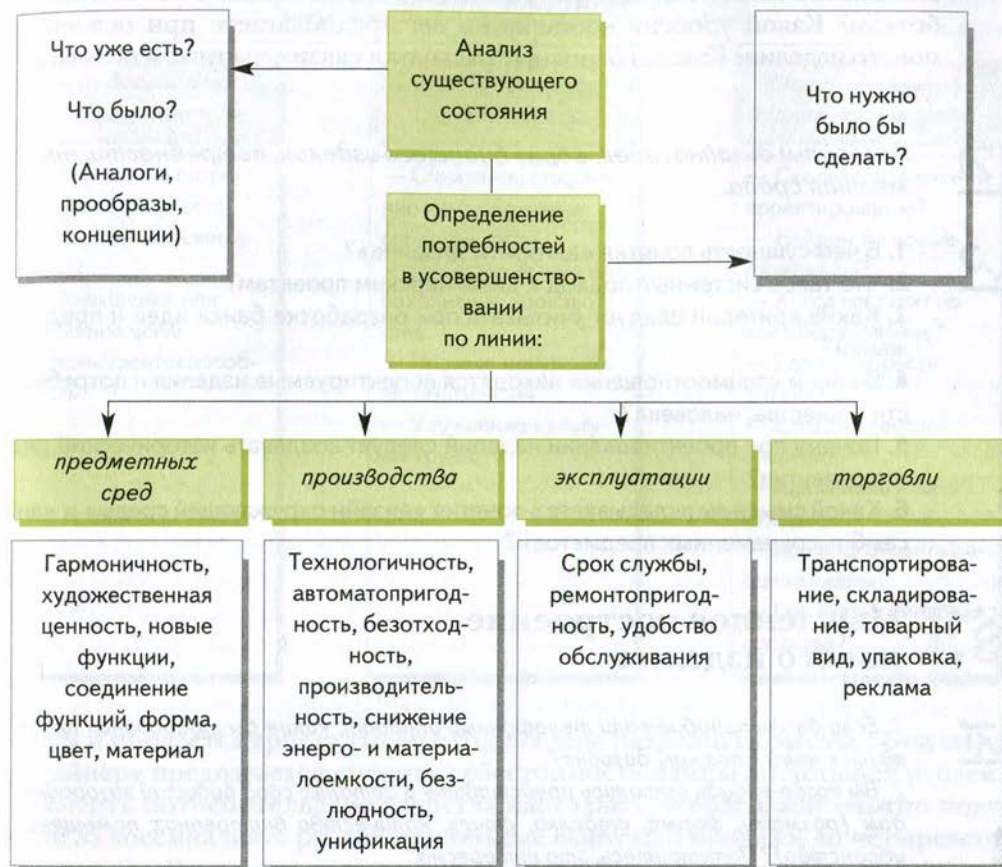 Что уже есть?
Что было?
(Аналоги,
прообразы,
концепции)
Анализ
существующего
состояния
Что нужно
было бы
сделать?
Определение
потребностей
в усовершенство-
вании
по линии:
предметных
сред
Гармоничность,
художественная
ценность, новые
функции,
соединение
функций, форма,
цвет, материал
производства
Технологичность,
автоматопригод-
ность, безотход-
ность,
производитель-
ность, снижение
энерго- и материа-
лоемкости, без-
людность,
унификация
эксплуатации
Срок службы,
ремонтопригод-
ность, удобство
обслуживания
торговли
Транспортирова-
ние, складирова-
ние, товарный
вид, упаковка,
реклама